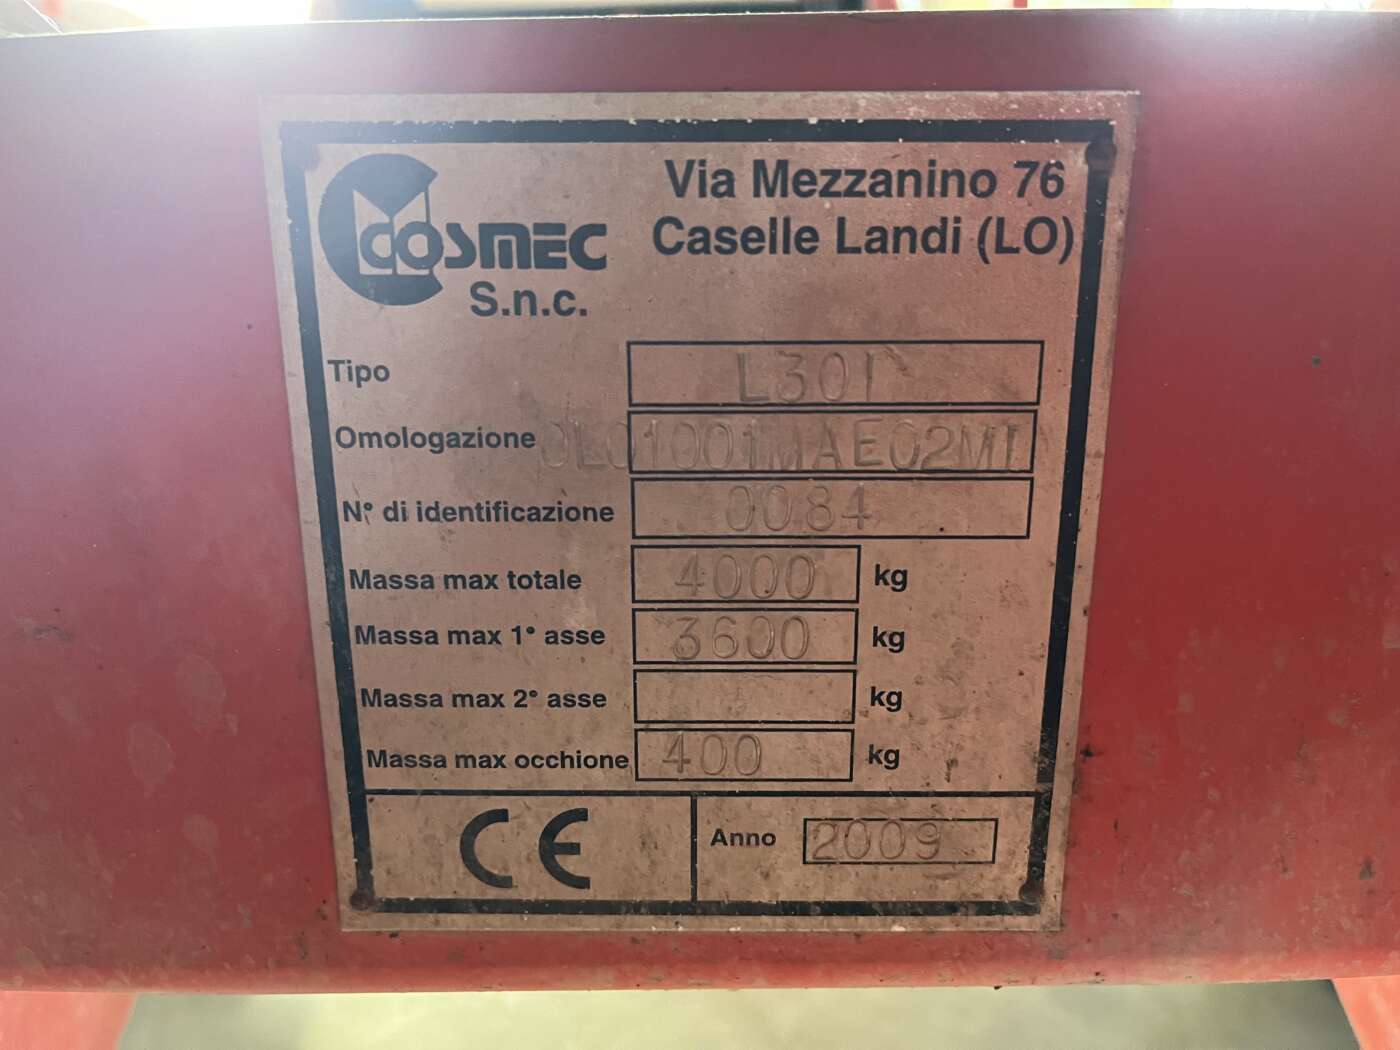 COSMEC
S.n.c.
Via Mezzanino 76
Caselle Landi (LO)
Tipo L301
Omologazione OL01001MAE02MI
N° di identificazione 0084
Massa max totale 4000 kg
Massa max 1° asse 3600 kg
Massa max 2° asse kg
Massa max occhione 400 kg
CE Anno 2009